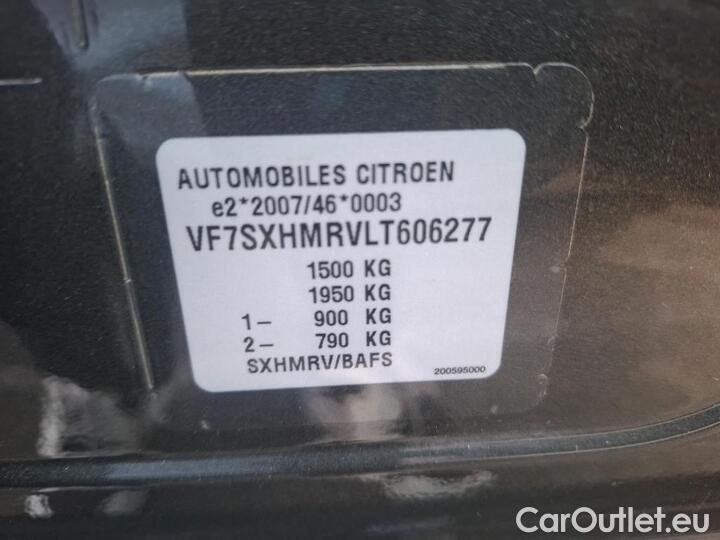 AUTOMOBILES CITROEN
e2*2007/46*0003
VF7SXHMRVLT606277
1500 KG
1950 KG
1– 900 KG
2– 790 KG
SXHMRV/BAFS
200595000
CarOutlet.eu